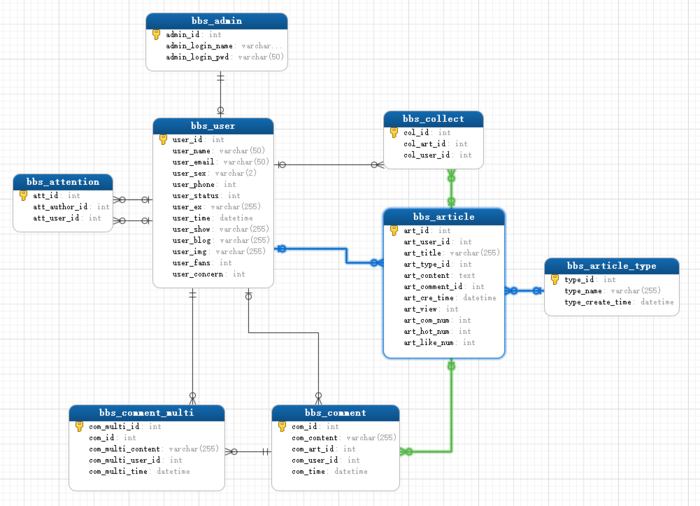 bbs_admin
admin_id: int
admin_login_name: varchar...
admin_login_pwd: varchar(50)
bbs_user
user_id: int
user_name: varchar(50)
user_email: varchar(50)
user_sex: varchar(2)
user_phone: int
user_status: int
user_ex: varchar(255)
user_time: datetime
user_show: varchar(255)
user_blog: varchar(255)
user_img: varchar(255)
user_fans: int
user_concern: int
bbs_collect
col_id: int
col_art_id: int
col_user_id: int
bbs_attention
att_id: int
att_author_id: int
att_user_id: int
bbs_article
art_id: int
art_user_id: int
art_title: varchar(255)
art_type_id: int
art_content: text
art_comment_id: int
art_cre_time: datetime
art_view: int
art_com_num: int
art_hot_num: int
art_like_num: int
bbs_article_type
type_id: int
type_name: varchar(255)
type_create_time: datetime
bbs_comment_multi
com_multi_id: int
com_id: int
com_multi_content: varchar(255)
com_multi_user_id: int
com_multi_time: datetime
bbs_comment
com_id: int
com_content: varchar(255)
com_art_id: int
com_user_id: int
com_time: datetime